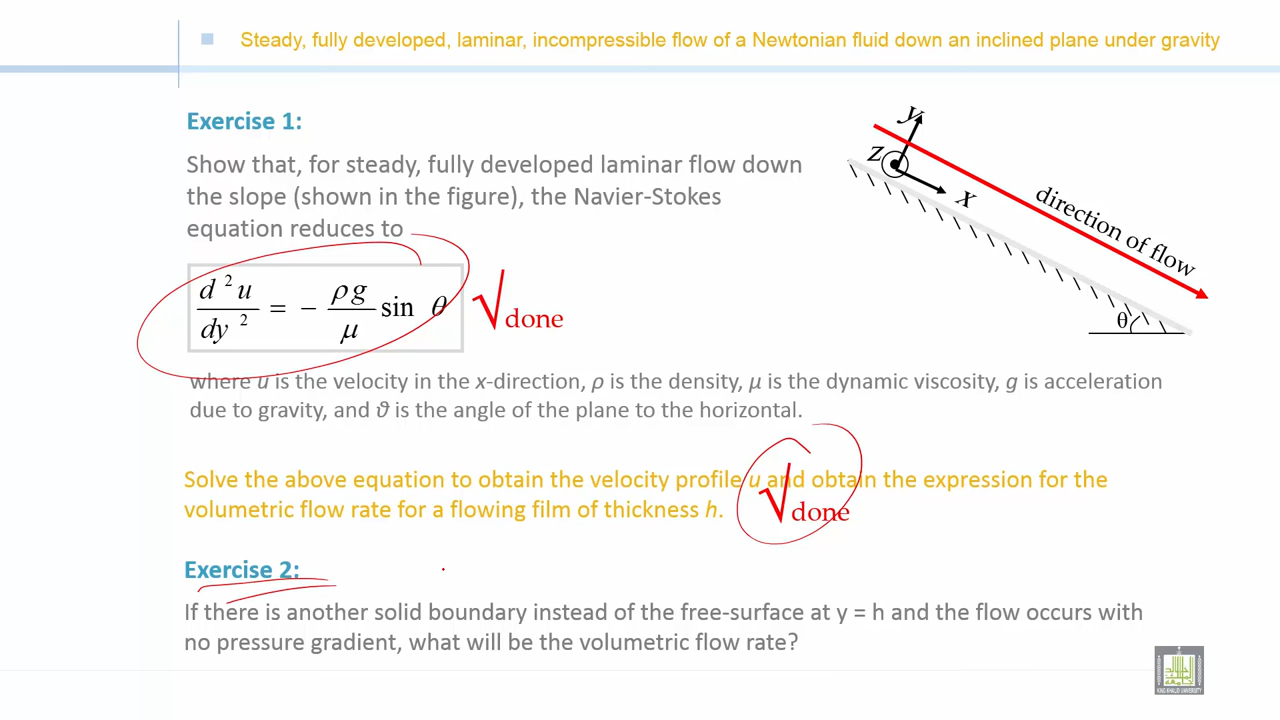 Steady, fully developed, laminar, incompressible flow of a Newtonian fluid down an inclined plane under gravity
Exercise 1:
Show that, for steady, fully developed laminar flow down
the slope (shown in the figure), the Navier-Stokes
equation reduces to
d²u/dy² = − ρg/μ sin θ
√done
y
z
x
direction of flow
θ
where u is the velocity in the x-direction, ρ is the density, μ is the dynamic viscosity, g is acceleration
due to gravity, and ϑ is the angle of the plane to the horizontal.
Solve the above equation to obtain the velocity profile u and obtain the expression for the
volumetric flow rate for a flowing film of thickness h.
√done
Exercise 2:
If there is another solid boundary instead of the free-surface at y = h and the flow occurs with
no pressure gradient, what will be the volumetric flow rate?
KING KHALID UNIVERSITY